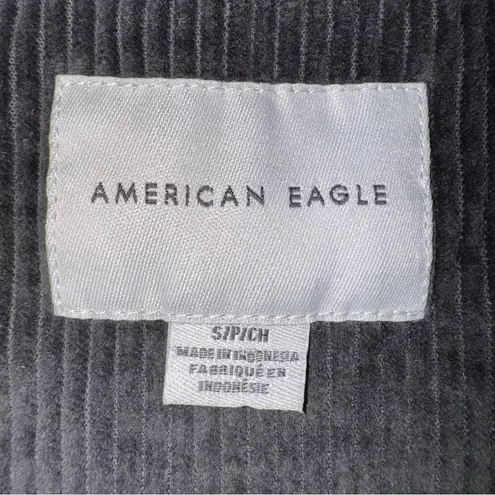 AMERICAN EAGLE
S/P/CH
MADE IN INDONESIA
FABRIQUÉ EN
INDONÉSIE